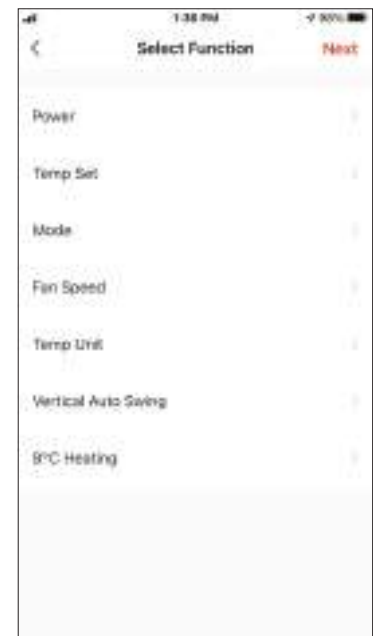 1:38 PM
Select Function
Next
Power
Temp Set
Mode
Fan Speed
Temp Unit
Vertical Auto Swing
8°C Heating